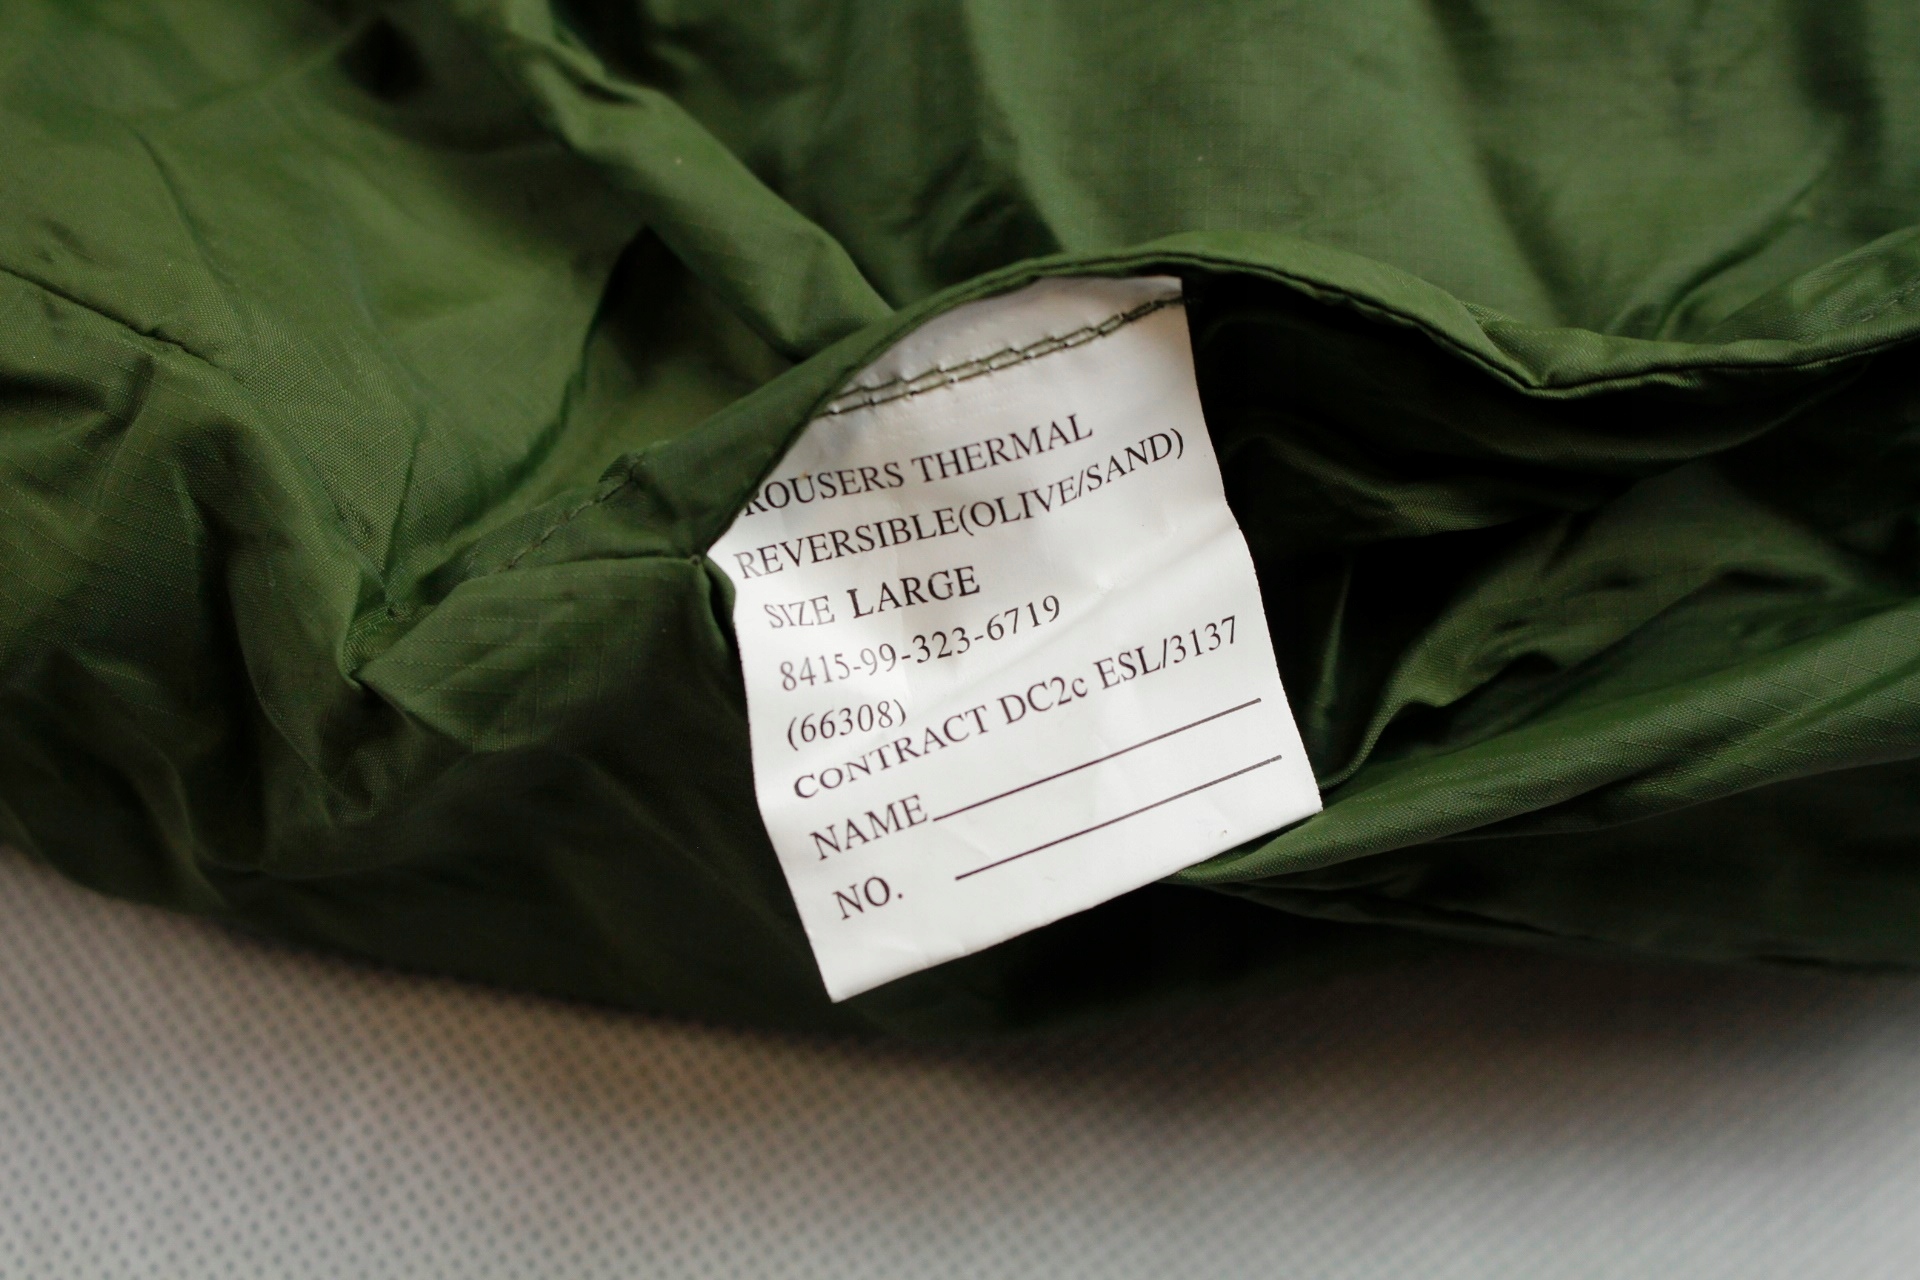 ROUSERS THERMAL
REVERSIBLE(OLIVE/SAND)
SIZE LARGE
8415-99-323-6719
(66308)
CONTRACT DC2c ESL/3137
NAME
NO.